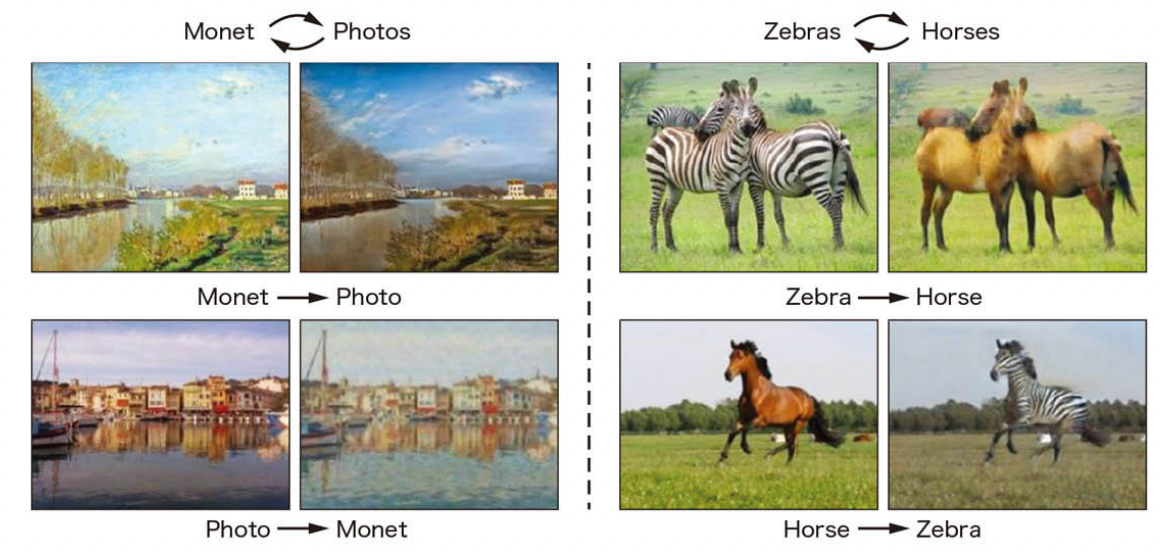 Monet Photos
Zebras Horses
Monet → Photo
Zebra → Horse
Photo → Monet
Horse → Zebra